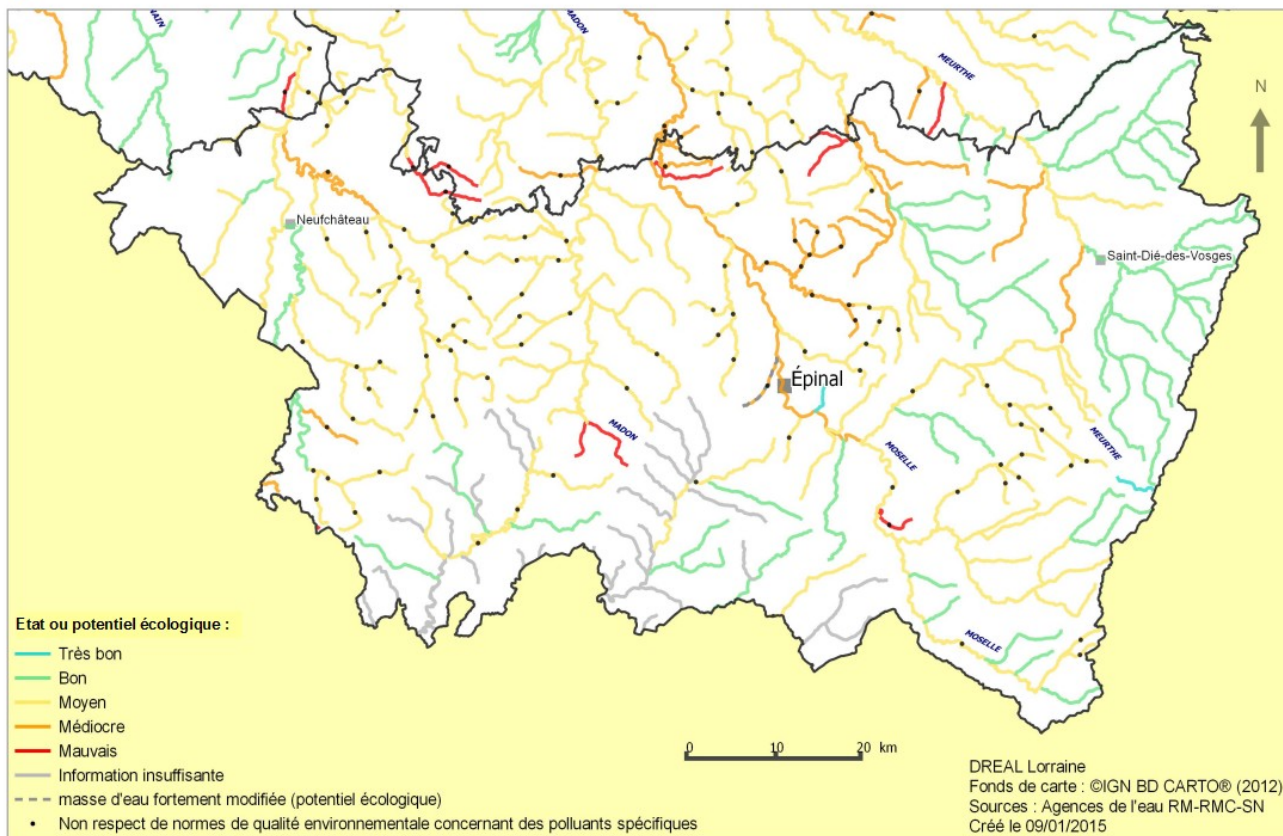 NAIN
MADON
MEURTHE
N
Neufchâteau
Saint-Dié-des-Vosges
Épinal
MADON
MOSELLE
MEURTHE
MOSELLE
Etat ou potentiel écologique :
Très bon
Bon
Moyen
Médiocre
Mauvais
Information insuffisante
masse d'eau fortement modifiée (potentiel écologique)
Non respect de normes de qualité environnementale concernant des polluants spécifiques
0 10 20 km
DREAL Lorraine
Fonds de carte : ©IGN BD CARTO® (2012)
Sources : Agences de l'eau RM-RMC-SN
Créé le 09/01/2015